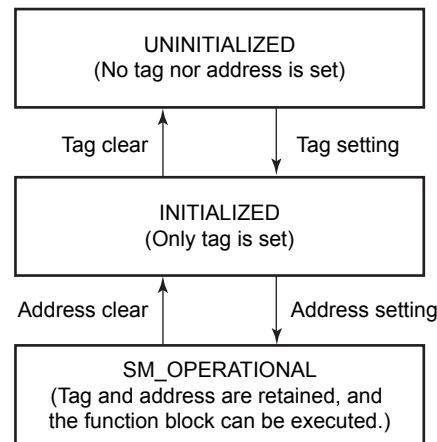 UNINITIALIZED
(No tag nor address is set)
Tag clear
Tag setting
INITIALIZED
(Only tag is set)
Address clear
Address setting
SM_OPERATIONAL
(Tag and address are retained, and
the function block can be executed.)